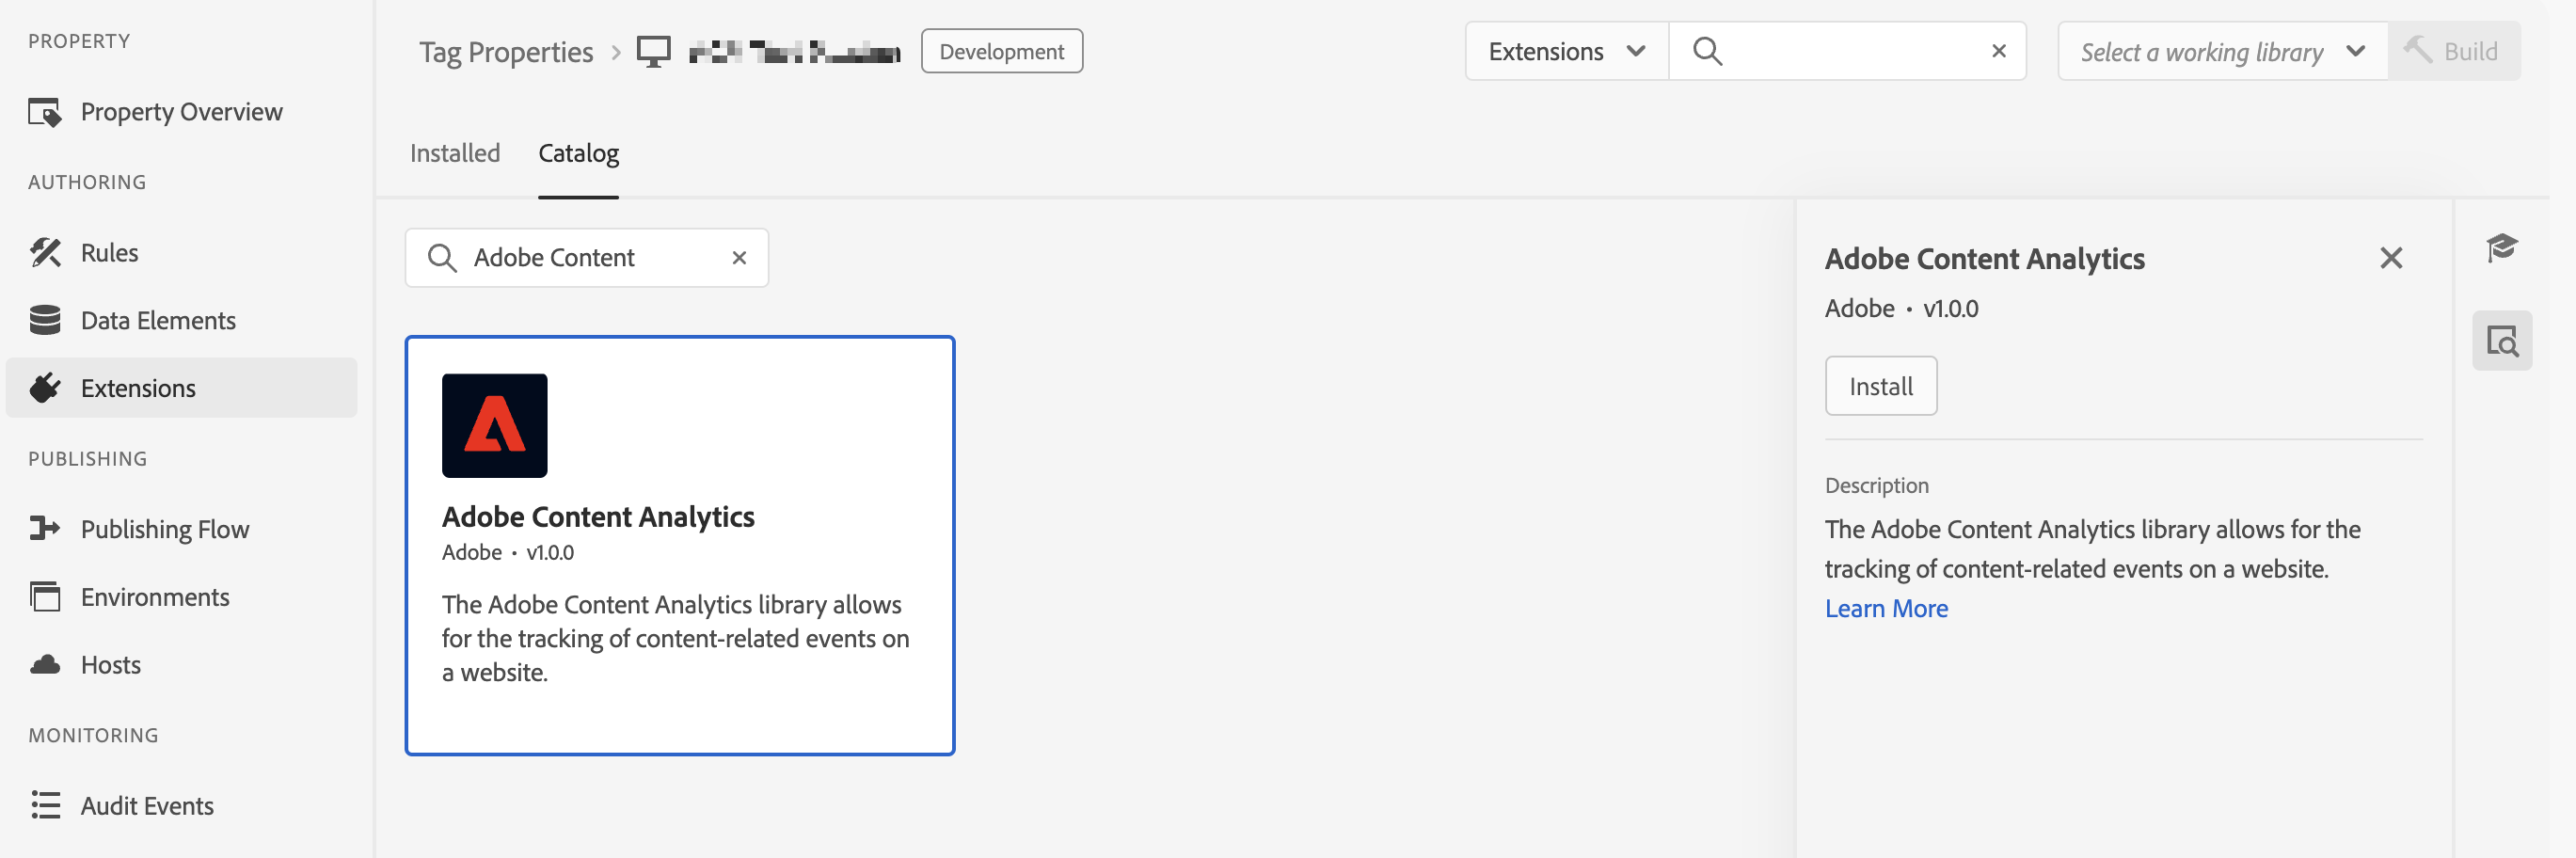 PROPERTY
Property Overview
AUTHORING
Rules
Data Elements
Extensions
PUBLISHING
Publishing Flow
Environments
Hosts
MONITORING
Audit Events
Tag Properties
Development
Extensions
Select a working library
Build
Installed
Catalog
Adobe Content
Adobe Content Analytics
Adobe • v1.0.0
The Adobe Content Analytics library allows
for the tracking of content-related events on
a website.
Adobe Content Analytics
Adobe • v1.0.0
Install
Description
The Adobe Content Analytics library allows for the
tracking of content-related events on a website.
Learn More